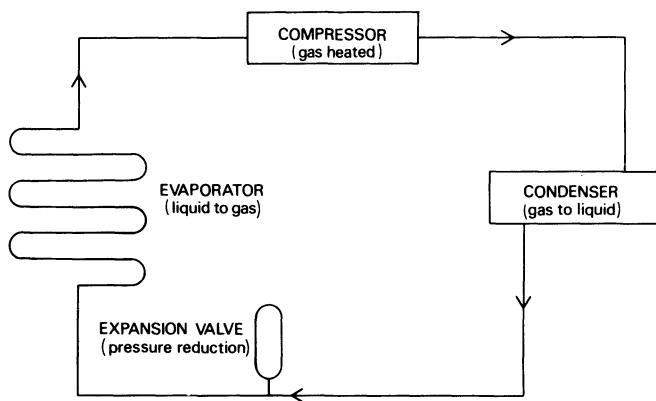 COMPRESSOR
(gas heated)
EVAPORATOR
(liquid to gas)
CONDENSER
(gas to liquid)
EXPANSION VALVE
(pressure reduction)